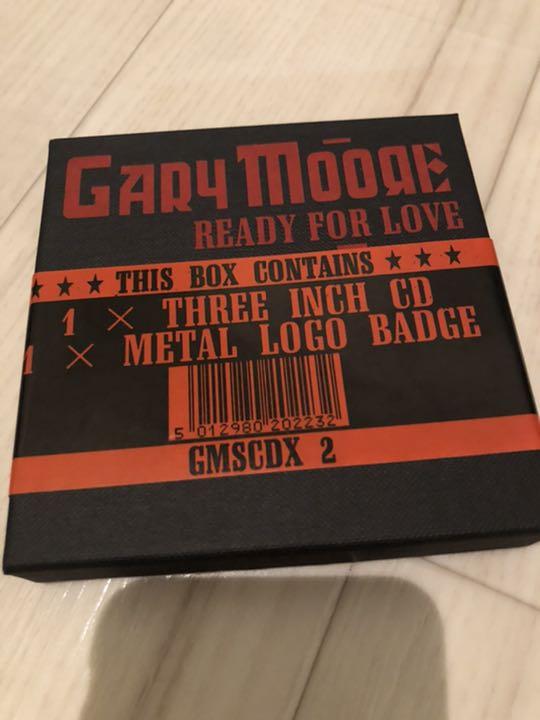 GARY MOORE
READY FOR LOVE
★ ★ ★ THIS BOX CONTAINS ★ ★ ★
1 × THREE INCH CD
1 × METAL LOGO BADGE
5 012980 202232
GMSCDX 2